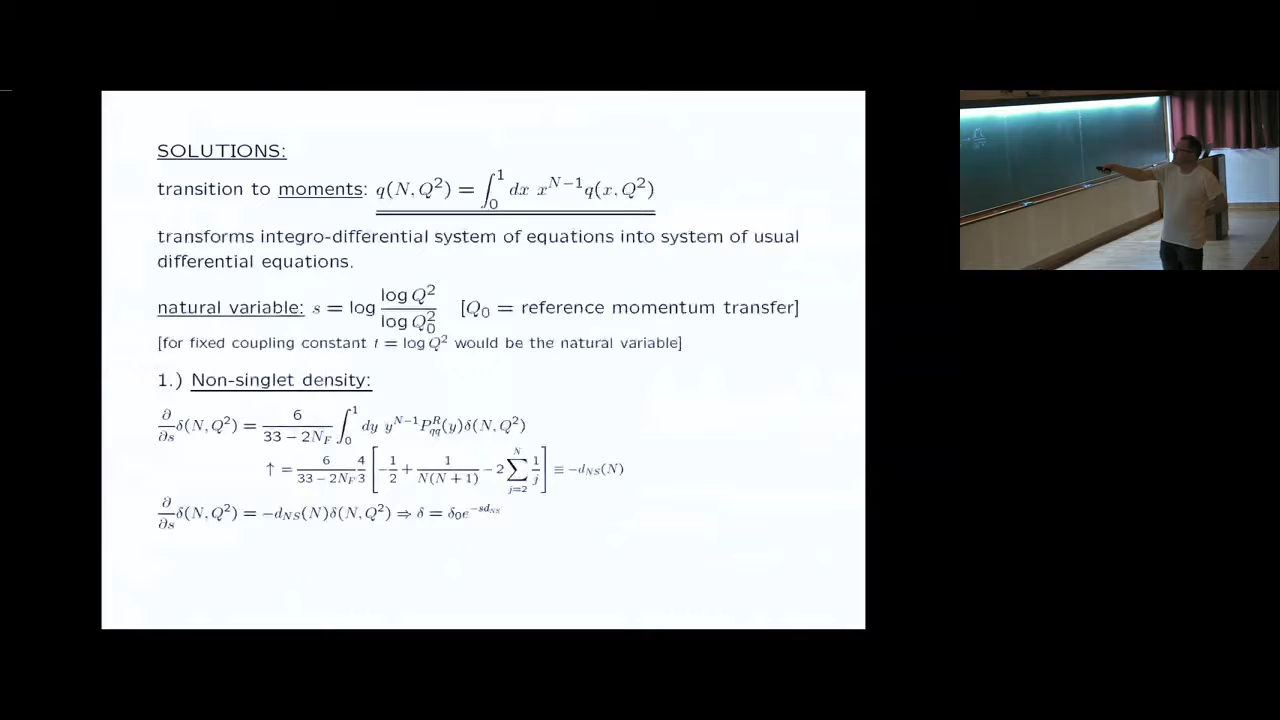 SOLUTIONS:
transition to moments: q(N, Q²) = ∫₀¹ dx x^{N−1} q(x, Q²)
transforms integro-differential system of equations into system of usual
differential equations.
natural variable: s = log (log Q² / log Q₀²) [Q₀ = reference momentum transfer]
[for fixed coupling constant t = log Q² would be the natural variable]
1.) Non-singlet density:
∂/∂s δ(N, Q²) = 6/(33 − 2N_F) ∫₀¹ dy y^{N−1} P^R_{qq}(y) δ(N, Q²)
↑ = 6/(33 − 2N_F) 4/3 [−1/2 + 1/(N(N + 1)) − 2 ∑_{j=2}^{N} 1/j] ≡ −d_{NS}(N)
∂/∂s δ(N, Q²) = −d_{NS}(N)δ(N, Q²) ⇒ δ = δ₀e^{−sd_{NS}}